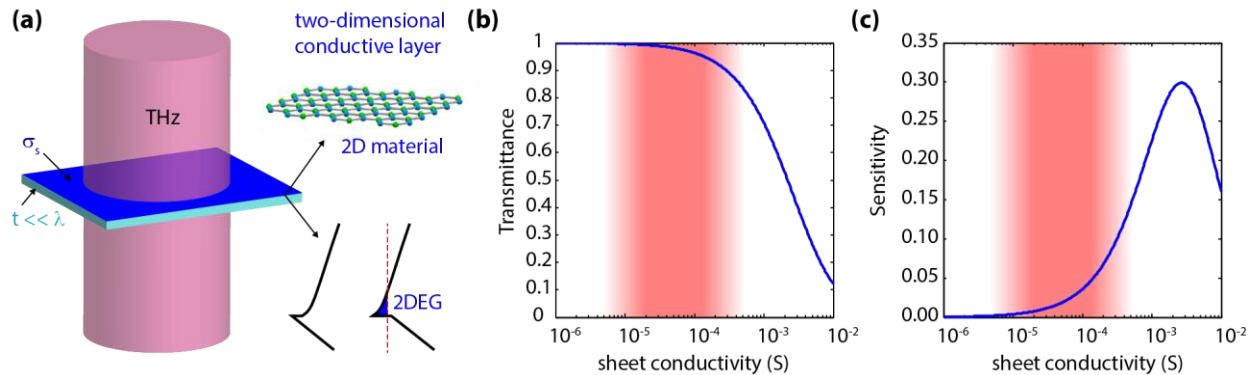 (a)
two-dimensional
conductive layer
THz
2D material
σs
t << λ
2DEG
(b)
Transmittance
1
0.9
0.8
0.7
0.6
0.5
0.4
0.3
0.2
0.1
0
10⁻⁶ 10⁻⁵ 10⁻⁴ 10⁻³ 10⁻²
sheet conductivity (S)
(c)
Sensitivity
0.35
0.30
0.25
0.20
0.15
0.10
0.05
0.00
10⁻⁶ 10⁻⁵ 10⁻⁴ 10⁻³ 10⁻²
sheet conductivity (S)